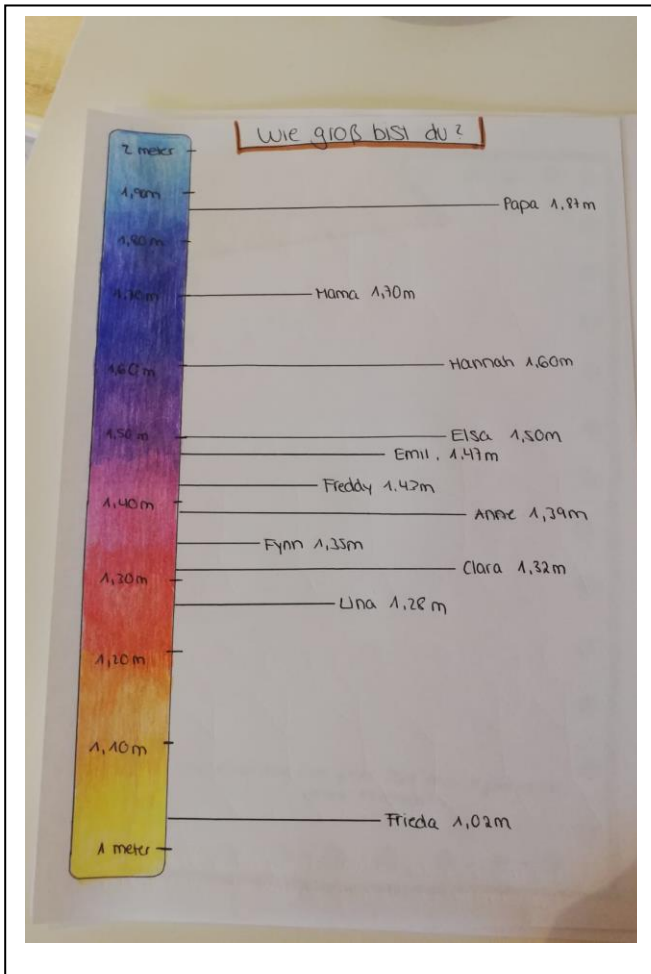 Wie groß bist du?
2 meter
1,90m
Papa 1,87m
1,80m
1,70m
Mama 1,70m
1,60m
Hannah 1,60m
1,50m
Elsa 1,50m
Emil. 1.47m
Freddy 1.43m
1,40m
Anne 1,39m
Fynn 1,35m
Clara 1,32m
1,30m
Lina 1,28m
1,20m
1,10m
Frieda 1,02m
1 meter